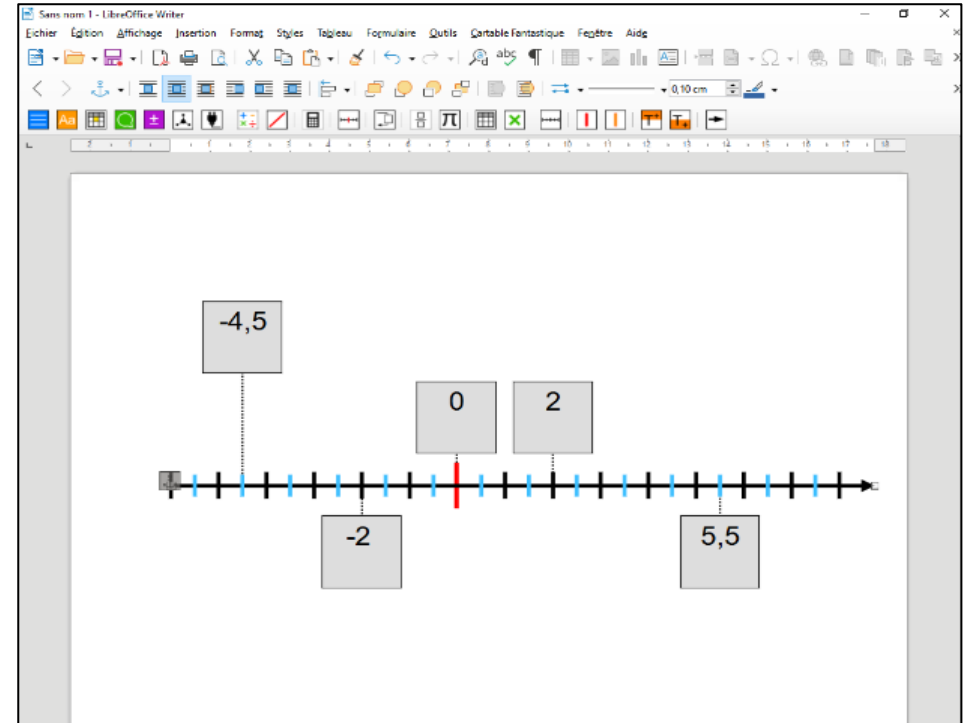 Sans nom 1 - LibreOffice Writer
Fichier Édition Affichage Insertion Format Styles Tableau Formulaire Outils Cartable Fantastique Fenêtre Aide
0,10 cm
-4,5
0 2
-2 5,5